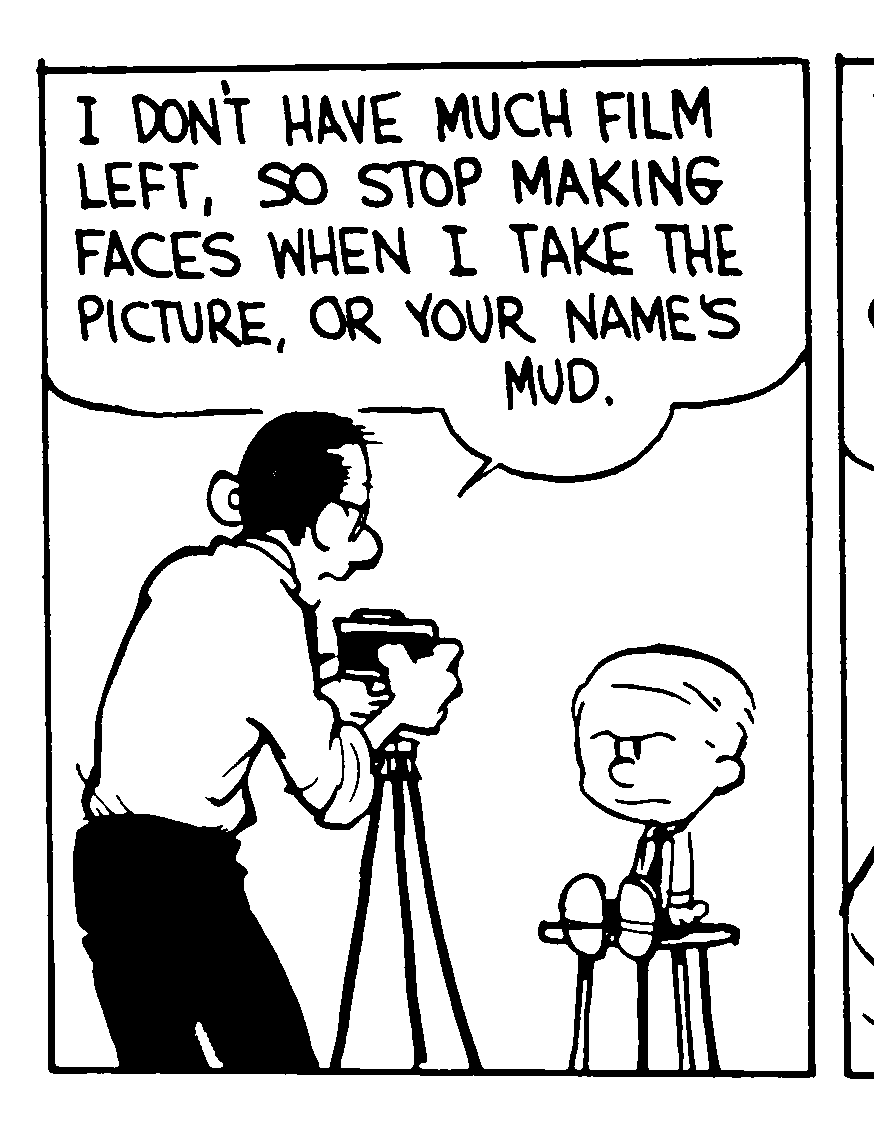 I DON'T HAVE MUCH FILM
LEFT, SO STOP MAKING
FACES WHEN I TAKE THE
PICTURE, OR YOUR NAME'S
MUD.